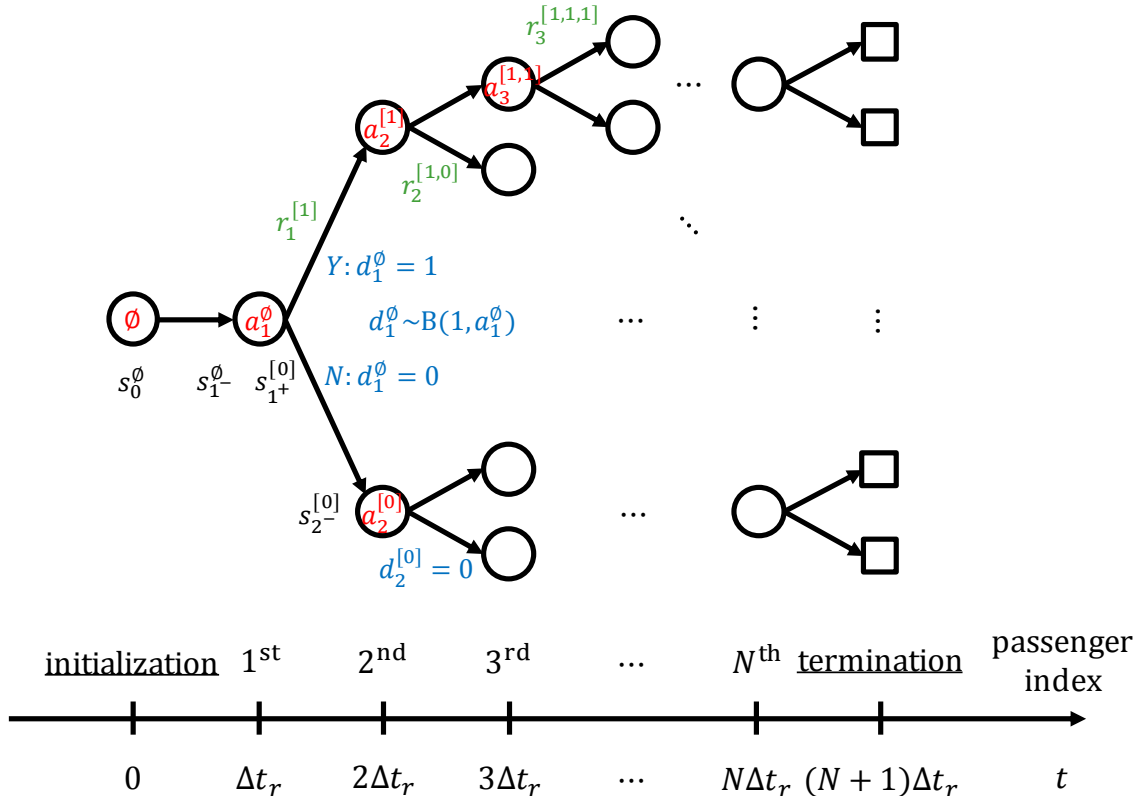 r_3^{[1,1,1]}
a_3^{[1,1]}
...
a_2^{[1]}
r_2^{[1,0]}
r_1^{[1]}
⋱
Y: d_1^∅ = 1
∅
a_1^∅
d_1^∅~B(1, a_1^∅)
...
⋮
⋮
s_0^∅ s_{1^-}^∅ s_{1^+}^{[0]}
N: d_1^∅ = 0
s_{2^-}^{[0]}
a_2^{[0]}
...
d_2^{[0]} = 0
initialization 1^{st} 2^{nd} 3^{rd} ... N^{th} termination passenger
index
0 Δt_r 2Δt_r 3Δt_r ... NΔt_r (N + 1)Δt_r t